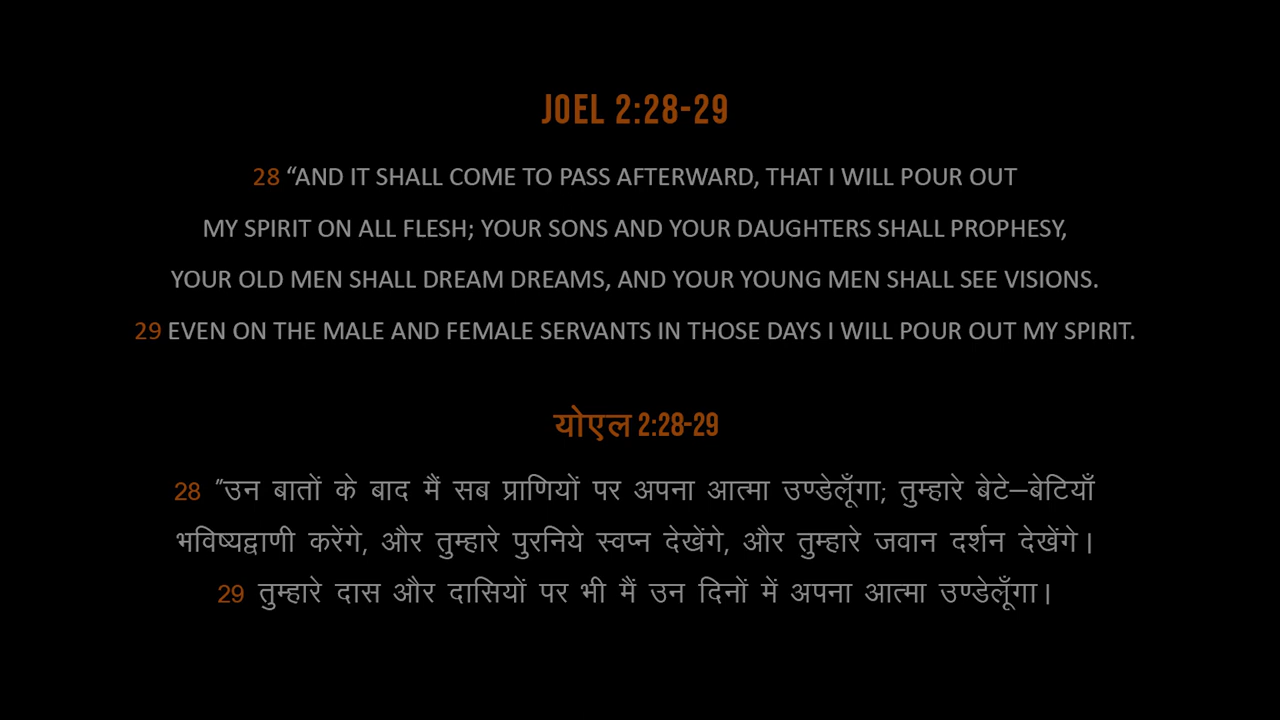 JOEL 2:28-29
28 “AND IT SHALL COME TO PASS AFTERWARD, THAT I WILL POUR OUT
MY SPIRIT ON ALL FLESH; YOUR SONS AND YOUR DAUGHTERS SHALL PROPHESY,
YOUR OLD MEN SHALL DREAM DREAMS, AND YOUR YOUNG MEN SHALL SEE VISIONS.
29 EVEN ON THE MALE AND FEMALE SERVANTS IN THOSE DAYS I WILL POUR OUT MY SPIRIT.
योएल 2:28-29
28 "उन बातों के बाद मैं सब प्राणियों पर अपना आत्मा उण्डेलूँगा; तुम्हारे बेटे–बेटियाँ
भविष्यद्वाणी करेंगे, और तुम्हारे पुरनिये स्वप्न देखेंगे, और तुम्हारे जवान दर्शन देखेंगे।
29 तुम्हारे दास और दासियों पर भी मैं उन दिनों में अपना आत्मा उण्डेलूँगा।